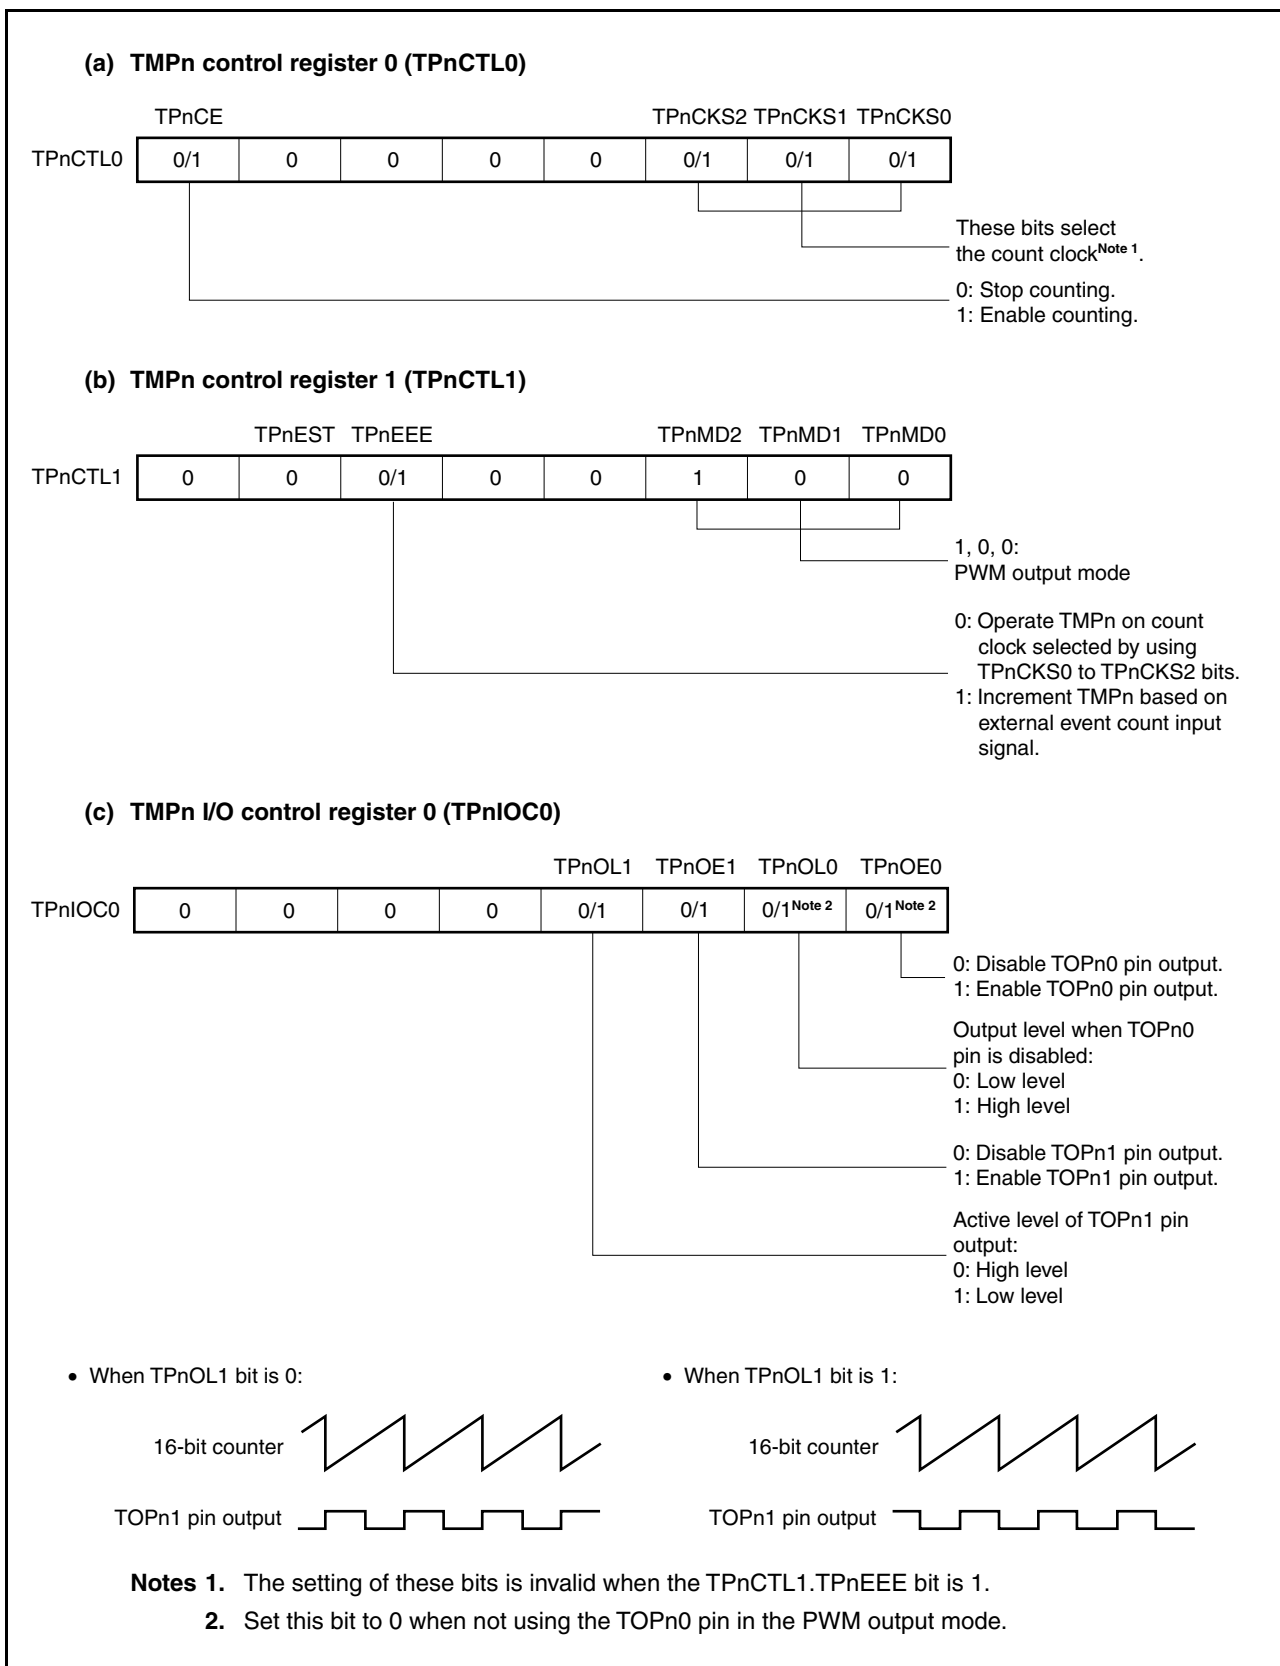 (a) TMPn control register 0 (TPnCTL0)
TPnCE TPnCKS2 TPnCKS1 TPnCKS0
TPnCTL0 0/1 0 0 0 0 0/1 0/1 0/1
These bits select
the count clockNote 1.
0: Stop counting.
1: Enable counting.
(b) TMPn control register 1 (TPnCTL1)
TPnEST TPnEEE TPnMD2 TPnMD1 TPnMD0
TPnCTL1 0 0 0/1 0 0 1 0 0
1, 0, 0:
PWM output mode
0: Operate TMPn on count
clock selected by using
TPnCKS0 to TPnCKS2 bits.
1: Increment TMPn based on
external event count input
signal.
(c) TMPn I/O control register 0 (TPnIOC0)
TPnOL1 TPnOE1 TPnOL0 TPnOE0
TPnIOC0 0 0 0 0 0/1 0/1 0/1Note 2 0/1Note 2
0: Disable TOPn0 pin output.
1: Enable TOPn0 pin output.
Output level when TOPn0
pin is disabled:
0: Low level
1: High level
0: Disable TOPn1 pin output.
1: Enable TOPn1 pin output.
Active level of TOPn1 pin
output:
0: High level
1: Low level
• When TPnOL1 bit is 0:
16-bit counter
TOPn1 pin output
• When TPnOL1 bit is 1:
16-bit counter
TOPn1 pin output
Notes 1. The setting of these bits is invalid when the TPnCTL1.TPnEEE bit is 1.
2. Set this bit to 0 when not using the TOPn0 pin in the PWM output mode.